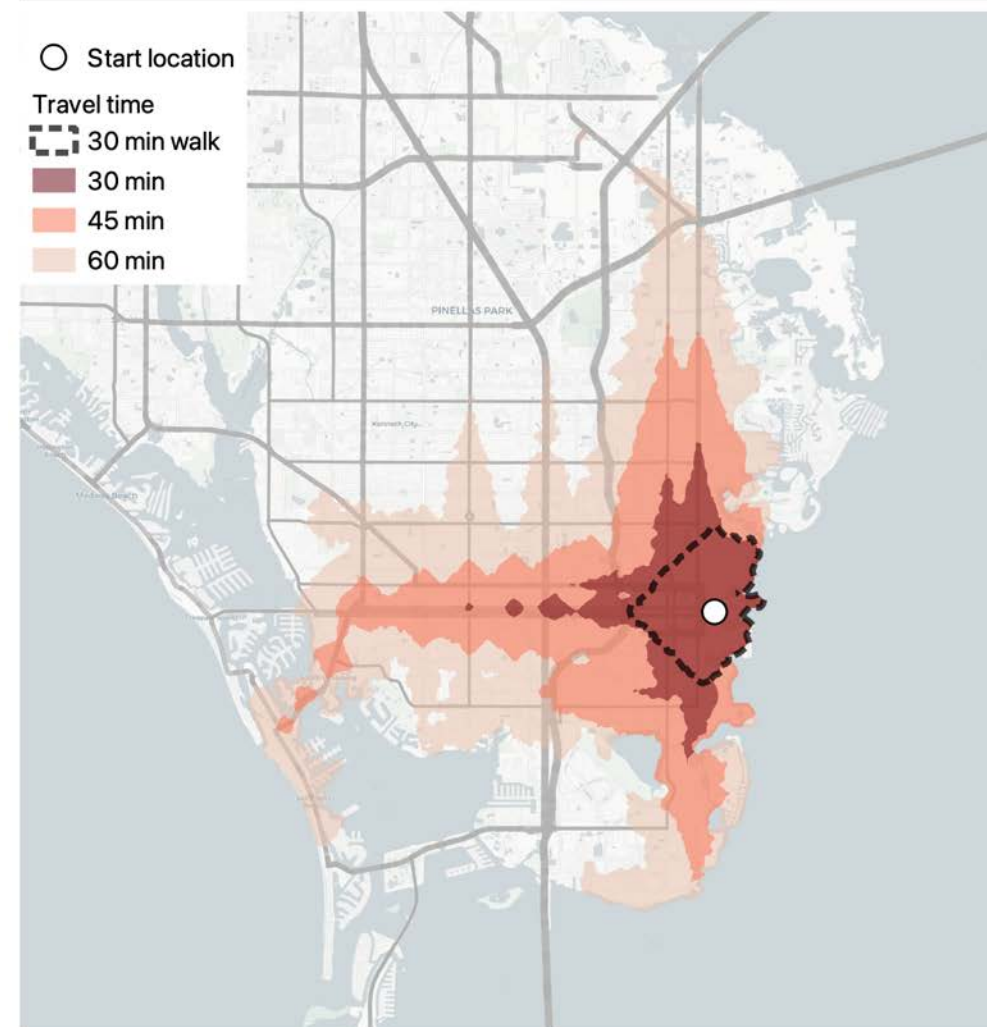 Start location
Travel time
30 min walk
30 min
45 min
60 min
PINELLAS PARK
Kenneth City